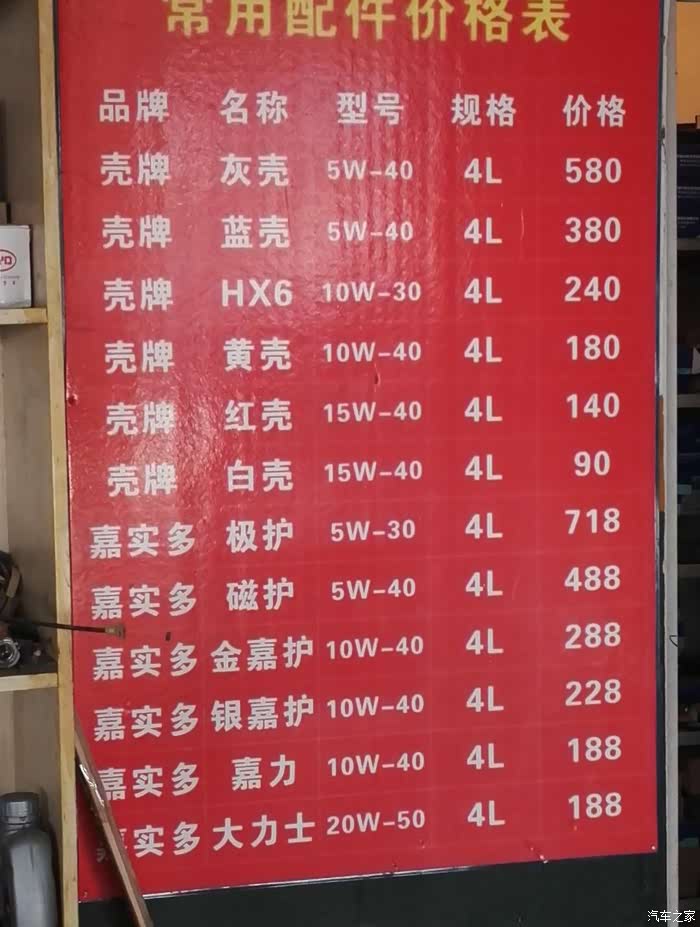 常用配件价格表
品牌 名称 型号 规格 价格
壳牌 灰壳 5W-40 4L 580
壳牌 蓝壳 5W-40 4L 380
壳牌 HX6 10W-30 4L 240
壳牌 黄壳 10W-40 4L 180
壳牌 红壳 15W-40 4L 140
壳牌 白壳 15W-40 4L 90
嘉实多 极护 5W-30 4L 718
嘉实多 磁护 5W-40 4L 488
嘉实多 金嘉护 10W-40 4L 288
嘉实多 银嘉护 10W-40 4L 228
嘉实多 嘉力 10W-40 4L 188
嘉实多 大力士 20W-50 4L 188
汽车之家